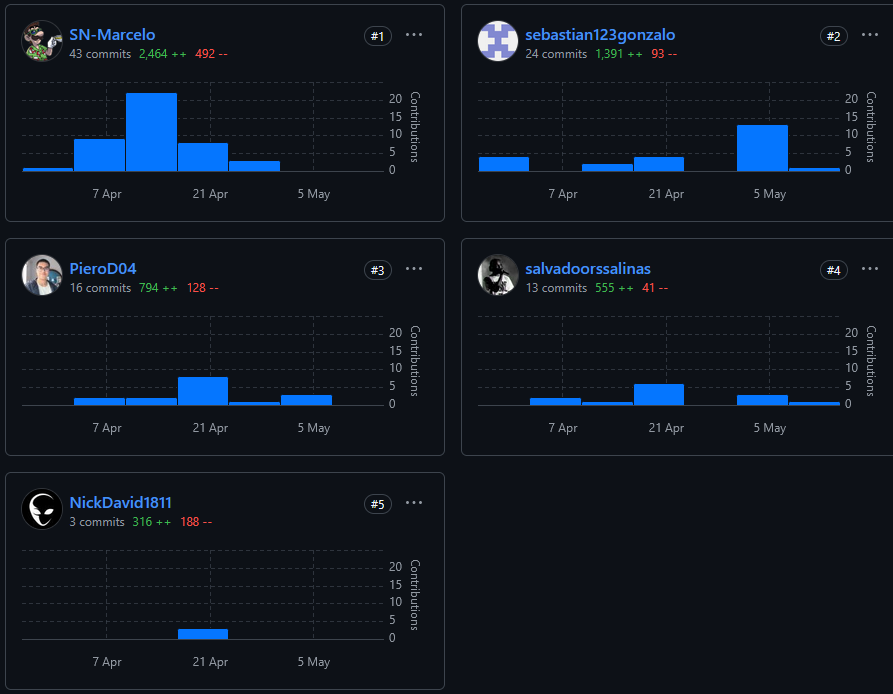 SN-Marcelo
#1
43 commits 2,464 ++ 492 --
20
15
10
5
0
Contributions
7 Apr 21 Apr 5 May
sebastian123gonzalo
#2
24 commits 1,391 ++ 93 --
20
15
10
5
0
Contributions
7 Apr 21 Apr 5 May
PieroD04
#3
16 commits 794 ++ 128 --
20
15
10
5
0
Contributions
7 Apr 21 Apr 5 May
salvadoorssalinas
#4
13 commits 555 ++ 41 --
20
15
10
5
0
Contributions
7 Apr 21 Apr 5 May
NickDavid1811
#5
3 commits 316 ++ 188 --
20
15
10
5
0
Contributions
7 Apr 21 Apr 5 May